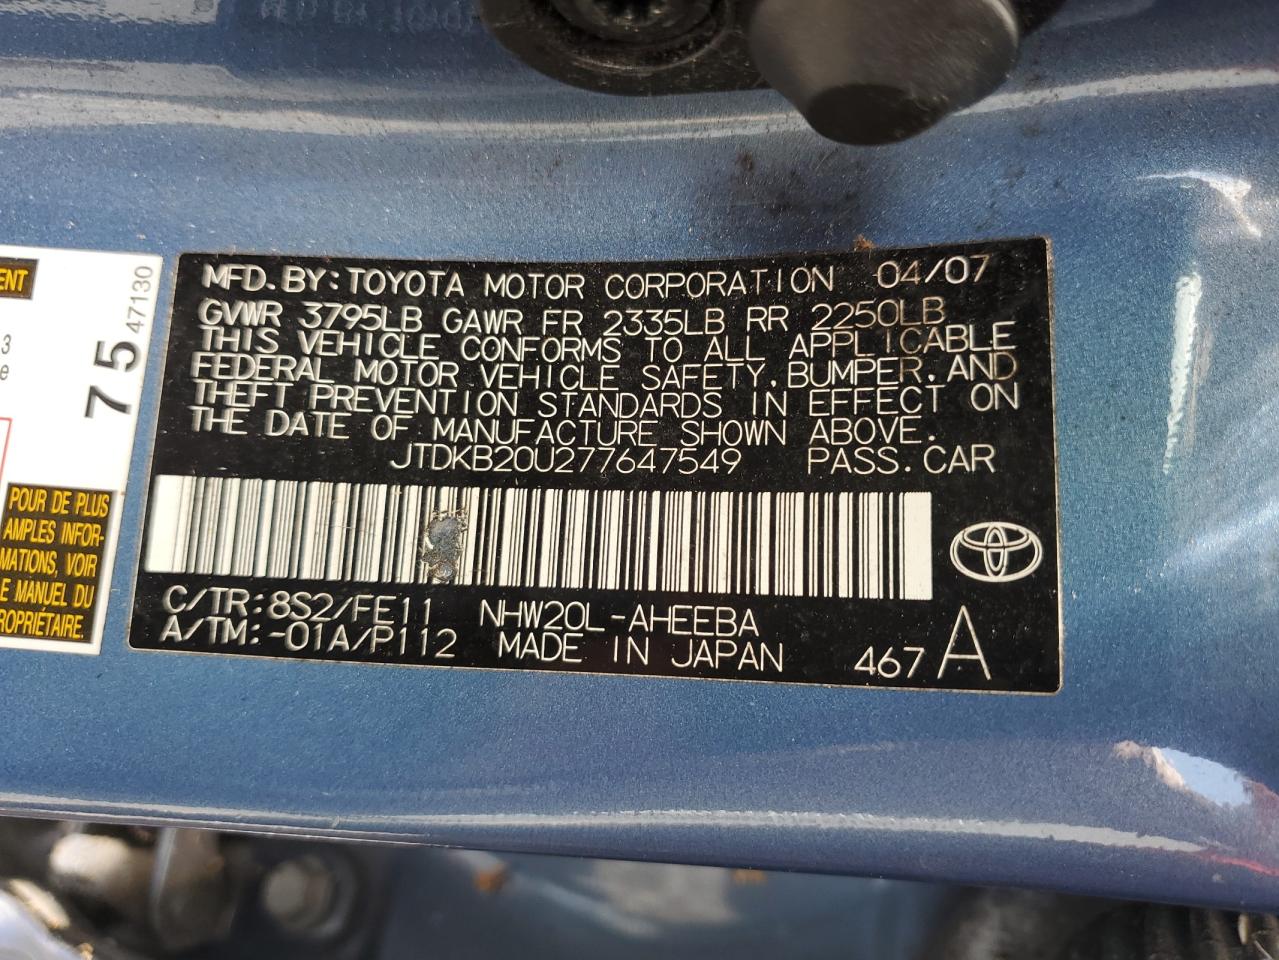 MFD.BY:TOYOTA MOTOR CORPORATION 04/07
GVWR 3795LB GAWR FR 2335LB RR 2250LB
THIS VEHICLE CONFORMS TO ALL APPLICABLE
FEDERAL MOTOR VEHICLE SAFETY,BUMPER,AND
THEFT PREVENTION STANDARDS IN EFFECT ON
THE DATE OF MANUFACTURE SHOWN ABOVE.
JTDKB20U277647549 PASS.CAR
C/TR:8S2/FE11 NHW20L-AHEEBA
A/TM:-01A/P112 MADE IN JAPAN 467 A
ENT
3
e
75
47130
POUR DE PLUS
AMPLES INFOR-
MATIONS, VOIR
LE MANUEL DU
PROPRIÉTAIRE.